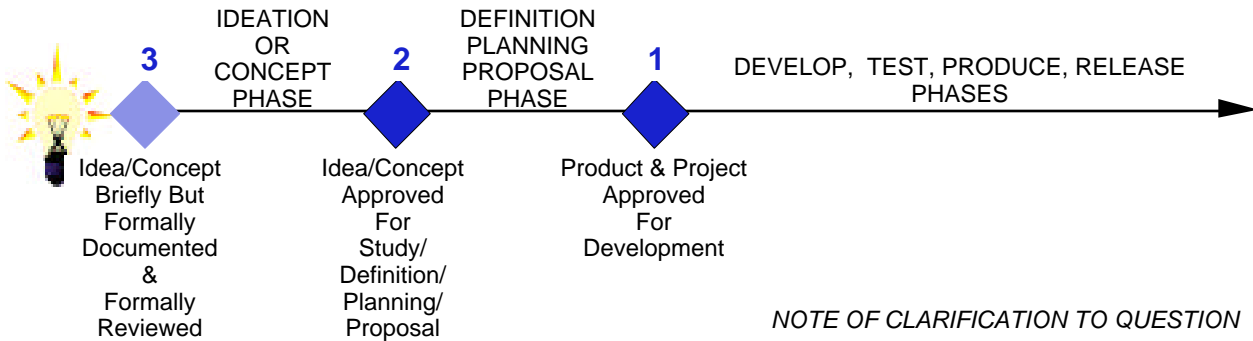 IDEATION
OR
CONCEPT
PHASE
DEFINITION
PLANNING
PROPOSAL
PHASE
3
2
1
DEVELOP, TEST, PRODUCE, RELEASE
PHASES
Idea/Concept
Briefly But
Formally
Documented
&
Formally
Reviewed
Idea/Concept
Approved
For
Study/
Definition/
Planning/
Proposal
Product & Project
Approved
For
Development
NOTE OF CLARIFICATION TO QUESTION